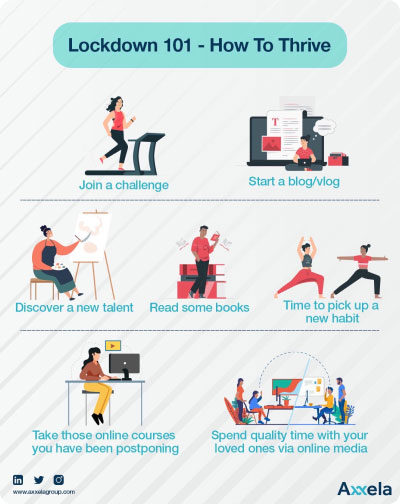 Lockdown 101 - How To Thrive
Join a challenge
Start a blog/vlog
T
Discover a new talent
Read some books
Time to pick up a
new habit
Take those online courses
you have been postponing
Spend quality time with your
loved ones via online media
www.axxelagroup.com
Axxela